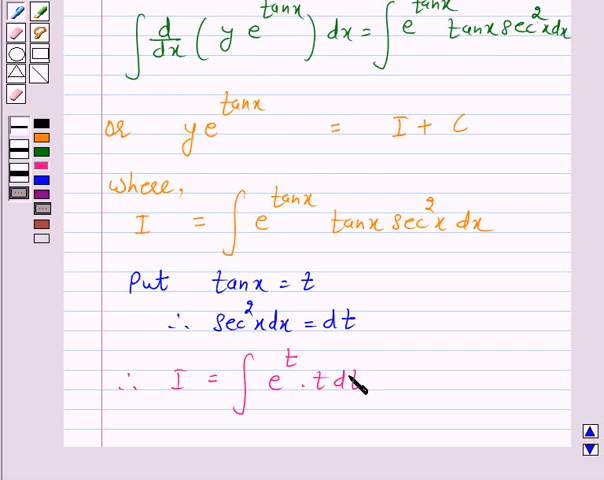 ∫ d/dx ( y e^tanx ) dx = ∫ e^tanx tanx sec²x dx
or y e^tanx = I + C
where,
I = ∫ e^tanx tanx sec²x dx
Put tanx = t
∴ sec²x dx = dt
∴ I = ∫ e^t . t dt